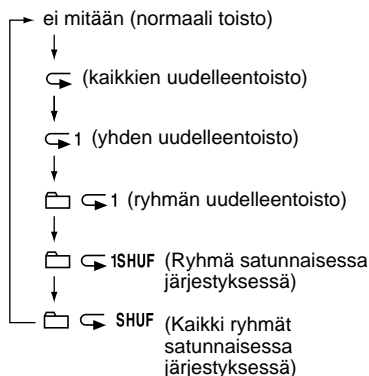 ei mitään (normaali toisto)
(kaikkien uudelleentoisto)
1 (yhden uudelleentoisto)
1 (ryhmän uudelleentoisto)
1SHUF (Ryhmä satunnaisessa
järjestyksessä)
SHUF (Kaikki ryhmät
satunnaisessa
järjestyksessä)